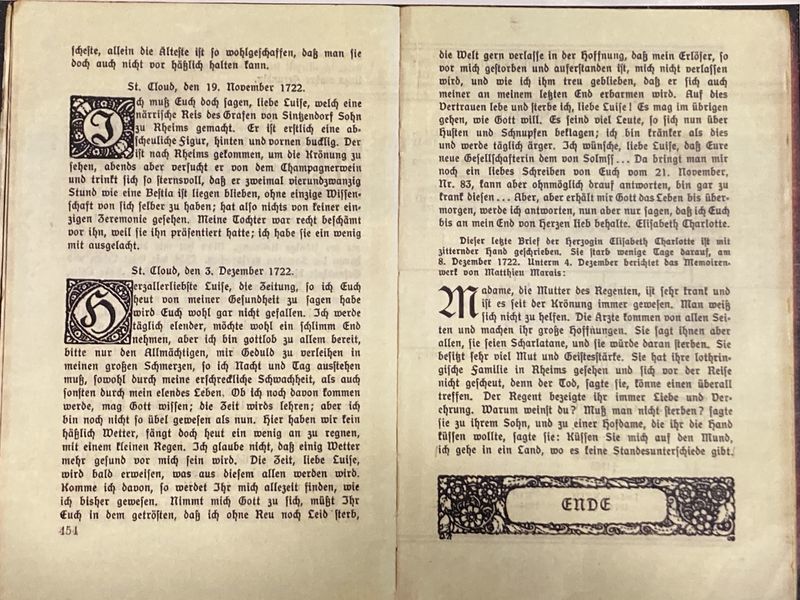 scheste, allein die Älteste ist so wohlgeschaffen, daß man sie
doch auch nicht vor häßlich halten kann.
St. Cloud, den 19. November 1722.
Ich muß Euch doch sagen, liebe Luise, welch eine
närrische Reis des Grafen von Sintzendorf Sohn
zu Rheims gemacht. Er ist erstlich eine ab-
scheuliche Figur, hinten und vornen bucklig. Der
ist nach Rheims gekommen, um die Krönung zu
sehen, abends aber versucht er von dem Champagnerwein
und trinkt sich so sternsvoll, daß er zweimal vierundzwanzig
Stund wie eine Bestia ist liegen blieben, ohne einzige Wissen-
schaft von sich selber zu haben; hat also nichts von keiner ein-
zigen Zeremonie gesehen. Meine Tochter war recht beschämt
vor ihn, weil sie ihn präsentiert hatte; ich habe sie ein wenig
mit ausgelacht.
St. Cloud, den 3. Dezember 1722.
Herzallerliebste Luise, die Zeitung, so ich Euch
heut von meiner Gesundheit zu sagen habe
wird Euch wohl gar nicht gefallen. Ich werde
täglich elender, möchte wohl ein schlimm End
nehmen, aber ich bin gottlob zu allem bereit,
bitte nur den Allmächtigen, mir Geduld zu verleihen in
meinen großen Schmerzen, so ich Nacht und Tag ausstehen
muß, sowohl durch meine erschreckliche Schwachheit, als auch
sonsten durch mein elendes Leben. Ob ich noch davon kommen
werde, mag Gott wissen; die Zeit wirds lehren; aber ich
bin noch nicht so übel gewesen als nun. Hier haben wir kein
häßlich Wetter, fängt doch heut ein wenig an zu regnen,
mit einem kleinen Regen. Ich glaube nicht, daß einig Wetter
mehr gesund vor mich sein wird. Die Zeit, liebe Luise,
wird bald erweisen, was aus diesem allen werden wird.
Komme ich davon, so werdet Ihr mich allezeit finden, wie
ich bisher gewesen. Nimmt mich Gott zu sich, müßt Ihr
Euch in dem getrösten, daß ich ohne Reu noch Leid sterb,
454
die Welt gern verlasse in der Hoffnung, daß mein Erlöser, so
vor mich gestorben und auferstanden ist, mich nicht verlassen
wird, und wie ich ihm treu geblieben, daß er sich auch
meiner an meinem letzten End erbarmen wird. Auf dies
Vertrauen lebe und sterbe ich, liebe Luise! Es mag im übrigen
gehen, wie Gott will. Es seind viel Leute, so sich nun über
Husten und Schnupfen beklagen; ich bin kränker als dies
und werde täglich ärger. Ich wünsche, liebe Luise, daß Eure
neue Gesellschafterin dem von Solmss... Da bringt man mir
noch ein liebes Schreiben von Euch vom 21. November,
Nr. 83, kann aber ohnmöglich drauf antworten, bin gar zu
krank diesen... Aber, aber erhält mir Gott das Leben bis über-
morgen, werde ich antworten, nun aber nur sagen, daß ich Euch
bis an mein End von Herzen lieb behalte. Elisabeth Charlotte.
Dieser letzte Brief der Herzogin Elisabeth Charlotte ist mit
zitternder Hand geschrieben. Sie starb wenige Tage darauf, am
8. Dezember 1722. Unterm 4. Dezember berichtet das Memoiren-
werk von Matthieu Marais:
Madame, die Mutter des Regenten, ist sehr krank und
ist es seit der Krönung immer gewesen. Man weiß
sich nicht zu helfen. Die Ärzte kommen von allen Sei-
ten und machen ihr große Hoffnungen. Sie sagt ihnen aber
allen, sie seien Scharlatane, und sie würde daran sterben. Sie
besitzt sehr viel Mut und Geistesstärke. Sie hat ihre lothrin-
gische Familie in Rheims gesehen und sich vor der Reise
nicht gescheut, denn der Tod, sagte sie, könne einen überall
treffen. Der Regent bezeigte ihr immer Liebe und Ver-
ehrung. Warum weinst du? Muß man nicht sterben? sagte
sie zu ihrem Sohn, und zu einer Hofdame, die ihr die Hand
küssen wollte, sagte sie: Küssen Sie mich auf den Mund,
ich gehe in ein Land, wo es keine Standesunterschiede gibt.
ENDE